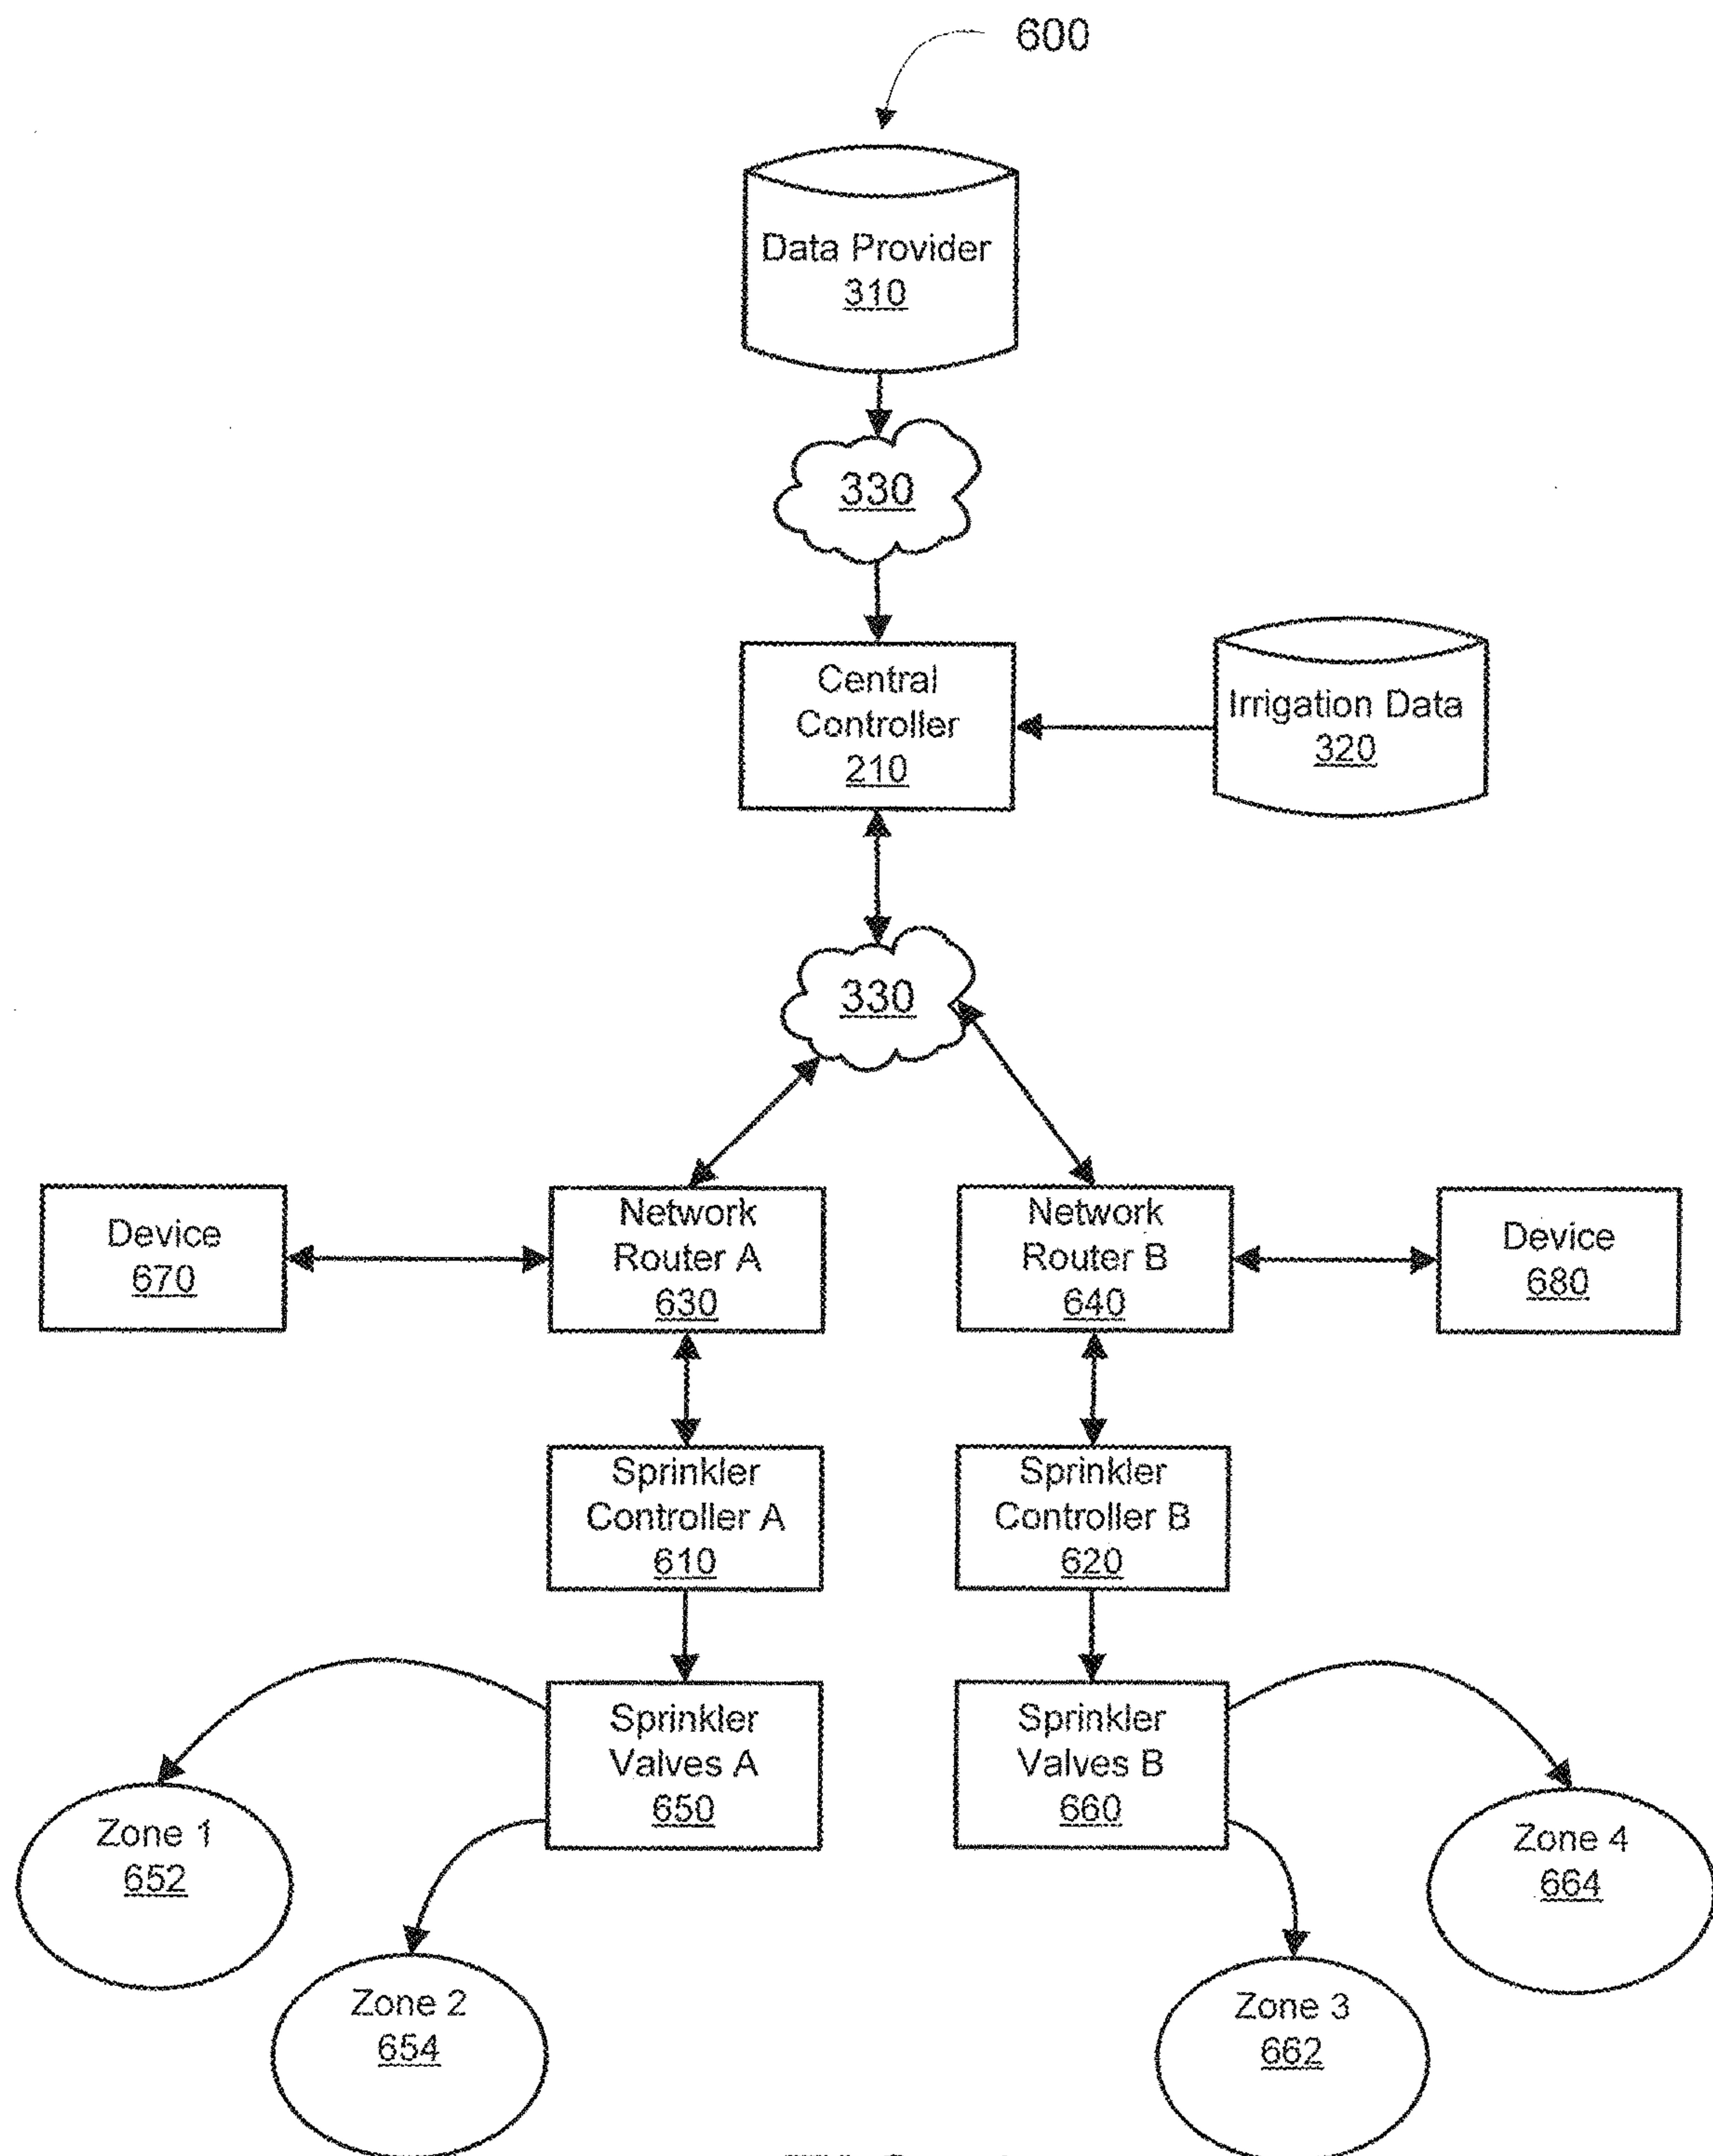 600
Data Provider
310
330
Central
Controller
210
Irrigation Data
320
330
Device
670
Network
Router A
630
Network
Router B
640
Device
680
Sprinkler
Controller A
610
Sprinkler
Controller B
620
Sprinkler
Valves A
650
Sprinkler
Valves B
660
Zone 1
652
Zone 4
664
Zone 2
654
Zone 3
662